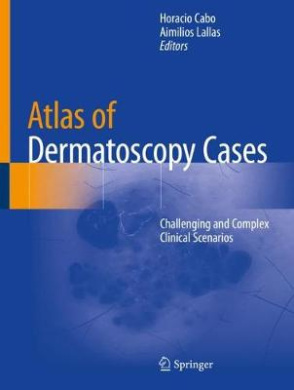 Horacio Cabo
Aimilios Lallas
Editors
Atlas of
Dermatoscopy Cases
Challenging and Complex
Clinical Scenarios
Springer